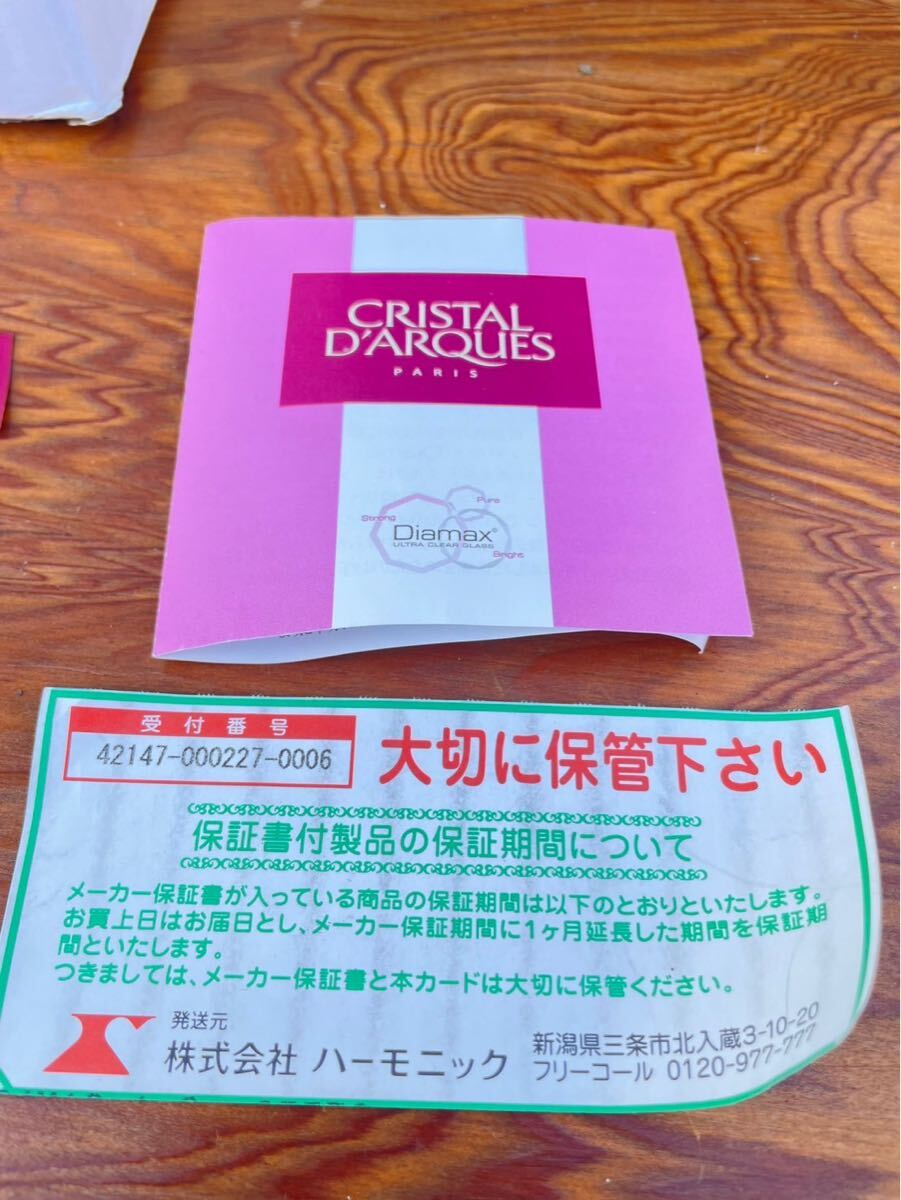 CRISTAL
D'ARQUES
PARIS
Pure
Strong
Diamax®
ULTRA CLEAR GLASS
Bright
受付番号
42147-000227-0006
大切に保管下さい
保証書付製品の保証期間について
メーカー保証書が入っている商品の保証期間は以下のとおりといたします。
お買上日はお届日とし、メーカー保証期間に1ヶ月延長した期間を保証期
間といたします。
つきましては、メーカー保証書と本カードは大切に保管ください。
発送元
株式会社 ハーモニック
新潟県三条市北入蔵3-10-20
フリーコール 0120-977-777